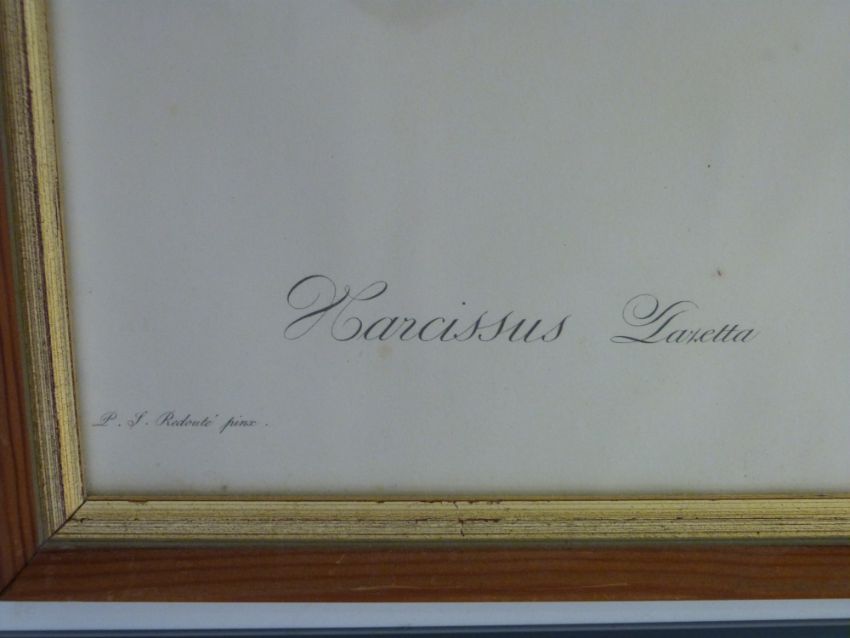 Narcissus Tazetta
P. J. Redouté pinx.